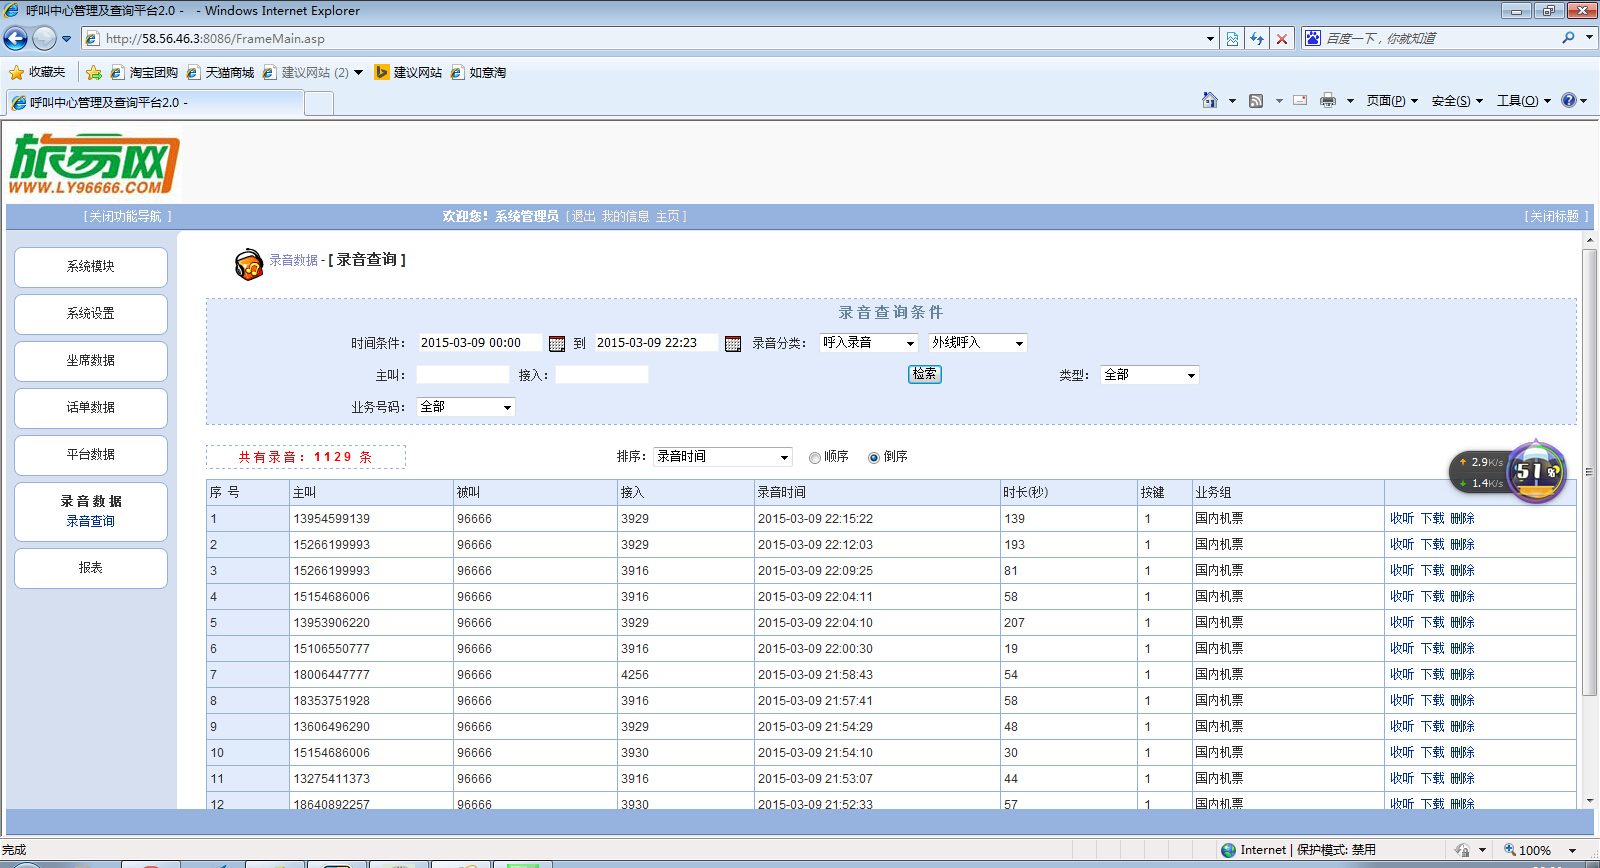 呼叫中心管理及查询平台2.0 -    - Windows Internet Explorer
http://58.56.46.3:8086/FrameMain.asp
百度一下，你就知道
收藏夹 淘宝团购 天猫商城 建议网站 (2) 建议网站 如意淘
呼叫中心管理及查询平台2.0 -
页面(P) 安全(S) 工具(O)
旅易网
WWW.LY96666.COM
[关闭功能导航 ] 欢迎您！系统管理员 [退出 我的信息 主页] [关闭标题 ]
系统模块
系统设置
坐席数据
话单数据
平台数据
录音数据
录音查询
报表
录音数据 - [ 录音查询 ]
录音查询条件
时间条件： 2015-03-09 00:00 到 2015-03-09 22:23 录音分类： 呼入录音 外线呼入
主叫： 接入： 检索 类型： 全部
业务号码： 全部
共有录音：1129 条 排序： 录音时间 顺序 倒序
2.9K/s
1.4K/s
51%
序 号 主叫 被叫 接入 录音时间 时长(秒) 按键 业务组
1 13954599139 96666 3929 2015-03-09 22:15:22 139 1 国内机票 收听 下载 删除
2 15266199993 96666 3929 2015-03-09 22:12:03 193 1 国内机票 收听 下载 删除
3 15266199993 96666 3916 2015-03-09 22:09:25 81 1 国内机票 收听 下载 删除
4 15154686006 96666 3916 2015-03-09 22:04:11 58 1 国内机票 收听 下载 删除
5 13953906220 96666 3929 2015-03-09 22:04:10 207 1 国内机票 收听 下载 删除
6 15106550777 96666 3916 2015-03-09 22:00:30 19 1 国内机票 收听 下载 删除
7 18006447777 96666 4256 2015-03-09 21:58:43 54 1 国内机票 收听 下载 删除
8 18353751928 96666 3916 2015-03-09 21:57:41 58 1 国内机票 收听 下载 删除
9 13606496290 96666 3929 2015-03-09 21:54:29 48 1 国内机票 收听 下载 删除
10 15154686006 96666 3930 2015-03-09 21:54:10 30 1 国内机票 收听 下载 删除
11 13275411373 96666 3916 2015-03-09 21:53:07 44 1 国内机票 收听 下载 删除
12 18640892257 96666 3930 2015-03-09 21:52:33 57 1 国内机票 收听 下载 删除
完成 Internet | 保护模式: 禁用 100%